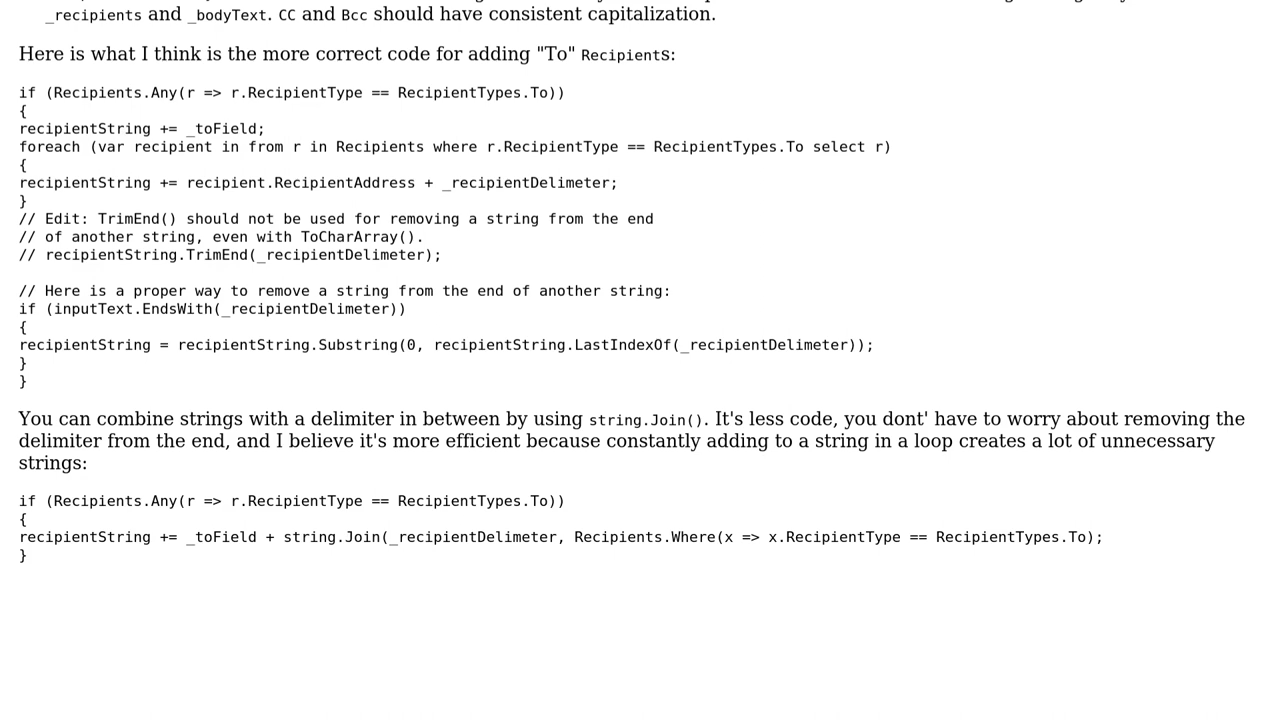 _recipients and _bodyText. CC and Bcc should have consistent capitalization.
Here is what I think is the more correct code for adding "To" Recipients:
if (Recipients.Any(r => r.RecipientType == RecipientTypes.To))
{
recipientString += _toField;
foreach (var recipient in from r in Recipients where r.RecipientType == RecipientTypes.To select r)
{
recipientString += recipient.RecipientAddress + _recipientDelimeter;
}
// Edit: TrimEnd() should not be used for removing a string from the end
// of another string, even with ToCharArray().
// recipientString.TrimEnd(_recipientDelimeter);
// Here is a proper way to remove a string from the end of another string:
if (inputText.EndsWith(_recipientDelimeter))
{
recipientString = recipientString.Substring(0, recipientString.LastIndexOf(_recipientDelimeter));
}
}
You can combine strings with a delimiter in between by using string.Join(). It's less code, you dont' have to worry about removing the
delimiter from the end, and I believe it's more efficient because constantly adding to a string in a loop creates a lot of unnecessary
strings:
if (Recipients.Any(r => r.RecipientType == RecipientTypes.To))
{
recipientString += _toField + string.Join(_recipientDelimeter, Recipients.Where(x => x.RecipientType == RecipientTypes.To);
}